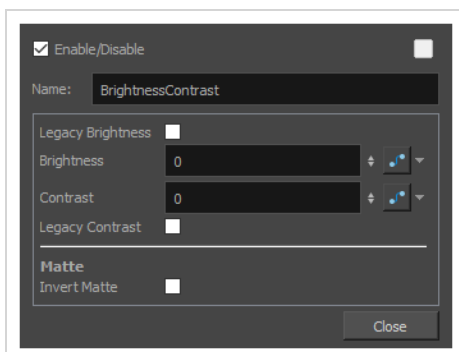 Enable/Disable
Name: BrightnessContrast
Legacy Brightness
Brightness 0
Contrast 0
Legacy Contrast
Matte
Invert Matte
Close